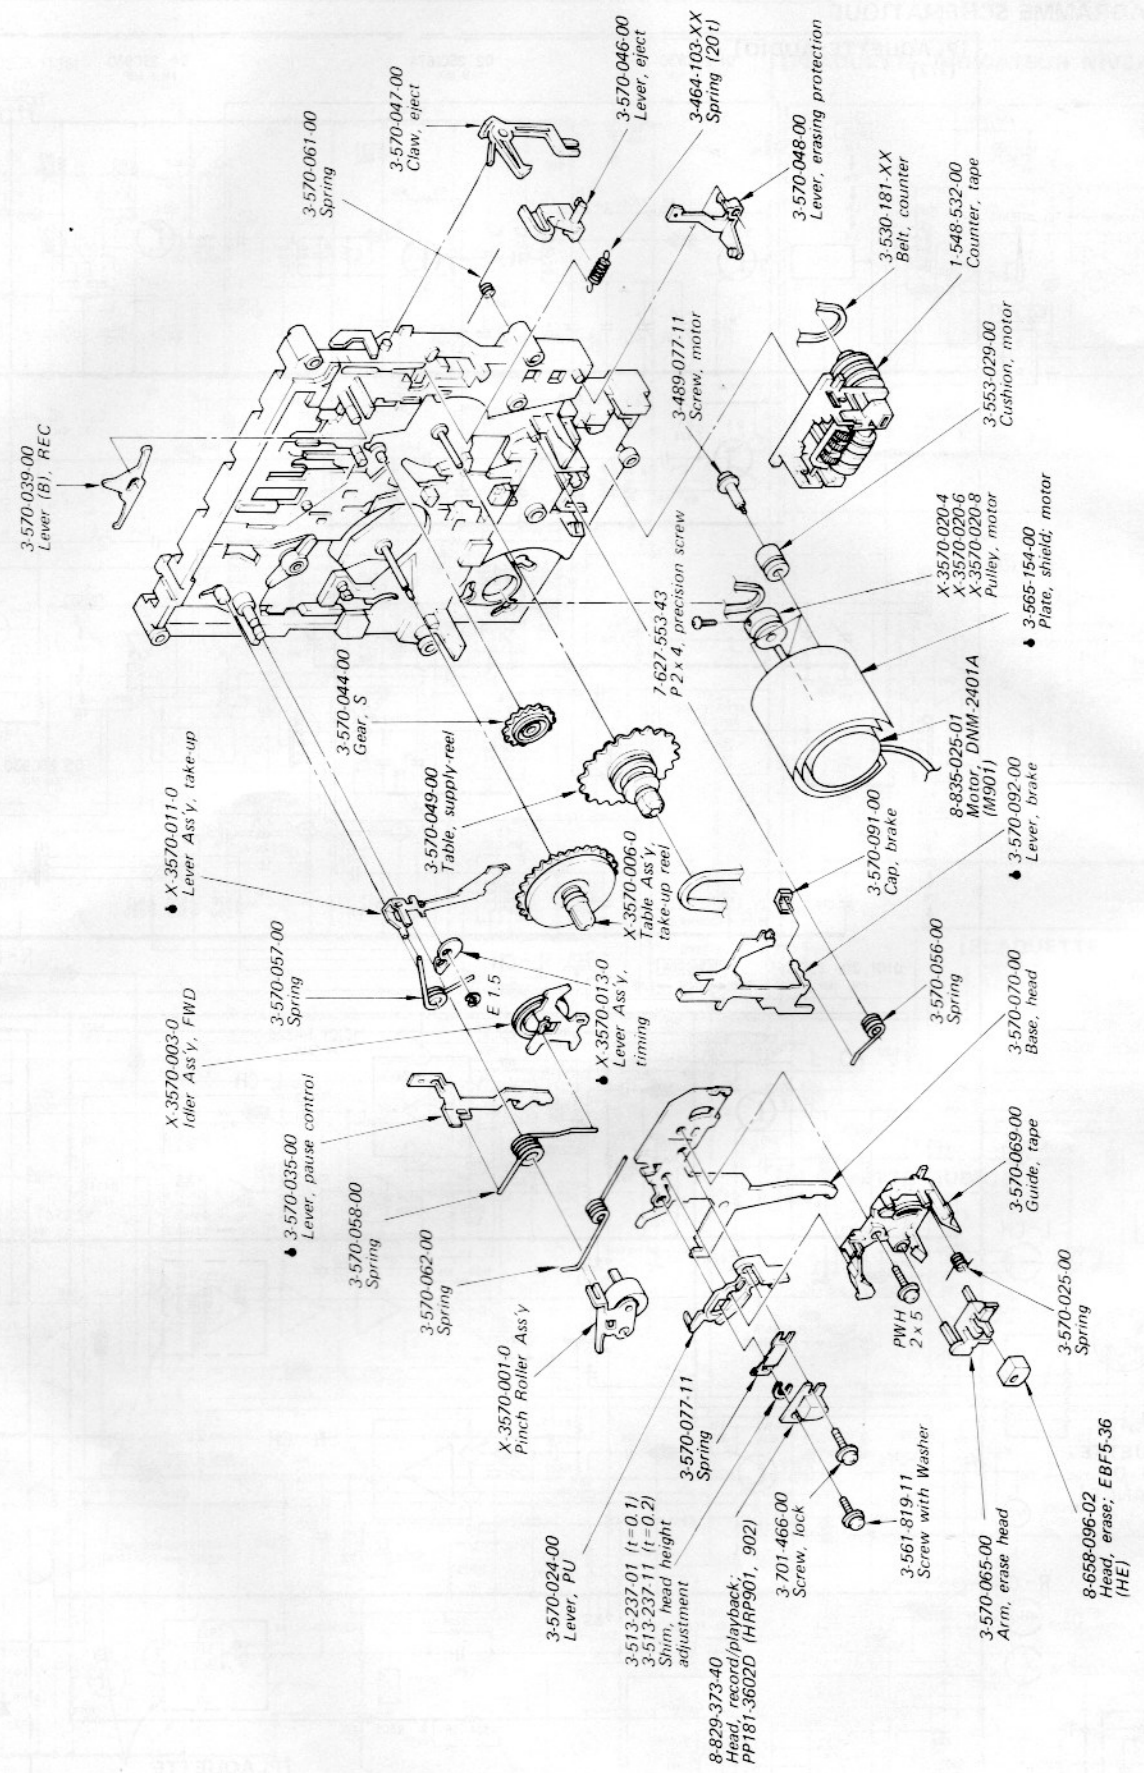 3-570-039-00
Lever (B), REC
3-570-061-00
Spring
3-570-047-00
Claw, eject
3-570-046-00
Lever, eject
3-464-103-XX
Spring (20t)
3-570-048-00
Lever, erasing protection
3-530-181-XX
Belt, counter
1-548-532-00
Counter, tape
3-489-077-11
Screw, motor
3-553-029-00
Cushion, motor
X-3570-020-4
X-3570-020-6
X-3570-020-8
Pulley, motor
3-565-154-00
Plate, shield; motor
7-627-553-43
P 2 x 4, precision screw
8-835-025-01
Motor, DNM-2401A
(M901)
X-3570-011-0
Lever Ass'y, take-up
3-570-044-00
Gear, S
3-570-049-00
Table, supply-reel
X-3570-006-0
Table Ass'y,
take-up reel
3-570-091-00
Cap, brake
3-570-092-00
Lever, brake
X-3570-003-0
Idler Ass'y, FWD
3-570-057-00
Spring
E 1.5
X-3570-013-0
Lever Ass'y,
timing
3-570-056-00
Spring
3-570-070-00
Base, head
3-570-035-00
Lever, pause control
3-570-058-00
Spring
3-570-062-00
Spring
X-3570-001-0
Pinch Roller Ass'y
3-570-069-00
Guide, tape
3-570-025-00
Spring
PWH
2 x 5
3-570-024-00
Lever, PU
3-513-237-01 (t=0.1)
3-513-237-11 (t=0.2)
Shim, head height
adjustment
3-570-077-11
Spring
8-829-373-40
Head, record/playback;
PP181-3602D (HRP901, 902)
3-701-466-00
Screw, lock
3-561-819-11
Screw with Washer
3-570-065-00
Arm, erase head
8-658-096-02
Head, erase; EBF5-36
(HE)